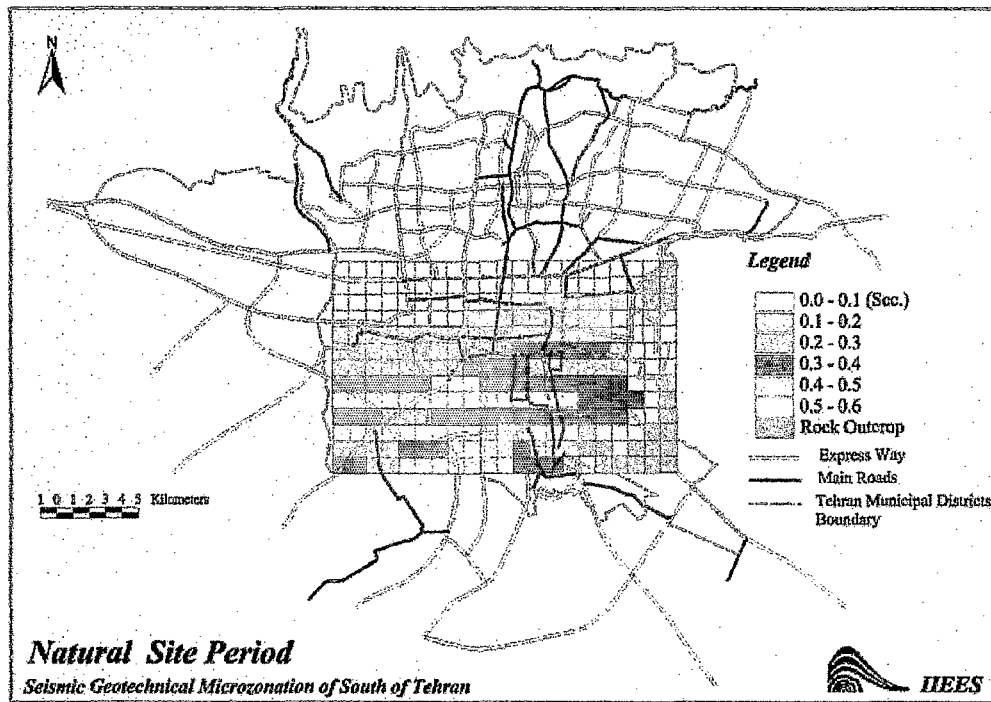 N
Legend
0.0 - 0.1 (Sec.)
0.1 - 0.2
0.2 - 0.3
0.3 - 0.4
0.4 - 0.5
0.5 - 0.6
Rock Outcrop
Express Way
Main Roads
Tehran Municipal Districts
Boundary
1 0 1 2 3 4 5 Kilometers
Natural Site Period
Seismic Geotechnical Microzonation of South of Tehran
IIEES